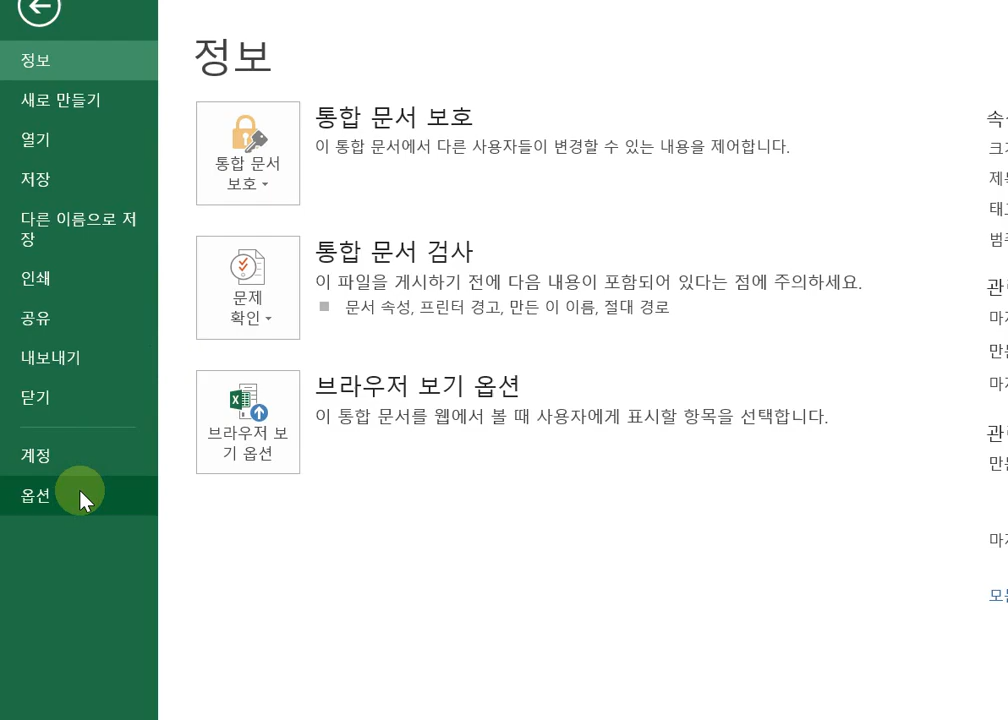 정보
새로 만들기
열기
저장
다른 이름으로 저
장
인쇄
공유
내보내기
닫기
계정
옵션
정보
통합 문서
보호
통합 문서 보호
이 통합 문서에서 다른 사용자들이 변경할 수 있는 내용을 제어합니다.
문제
확인
통합 문서 검사
이 파일을 게시하기 전에 다음 내용이 포함되어 있다는 점에 주의하세요.
문서 속성, 프린터 경고, 만든 이 이름, 절대 경로
브라우저 보
기 옵션
브라우저 보기 옵션
이 통합 문서를 웹에서 볼 때 사용자에게 표시할 항목을 선택합니다.